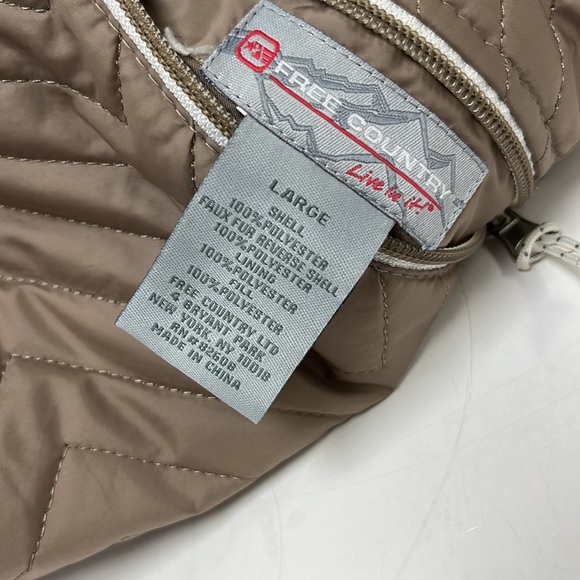 FREE COUNTRY
Live in it!®
LARGE
SHELL
100% POLYESTER
FAUX FUR REVERSE SHELL
100% POLYESTER
LINING
100% POLYESTER
FILL
100% POLYESTER
FREE COUNTRY LTD
4 BRYANT PARK
NEW YORK, NY 10018
RN# 82608
MADE IN CHINA